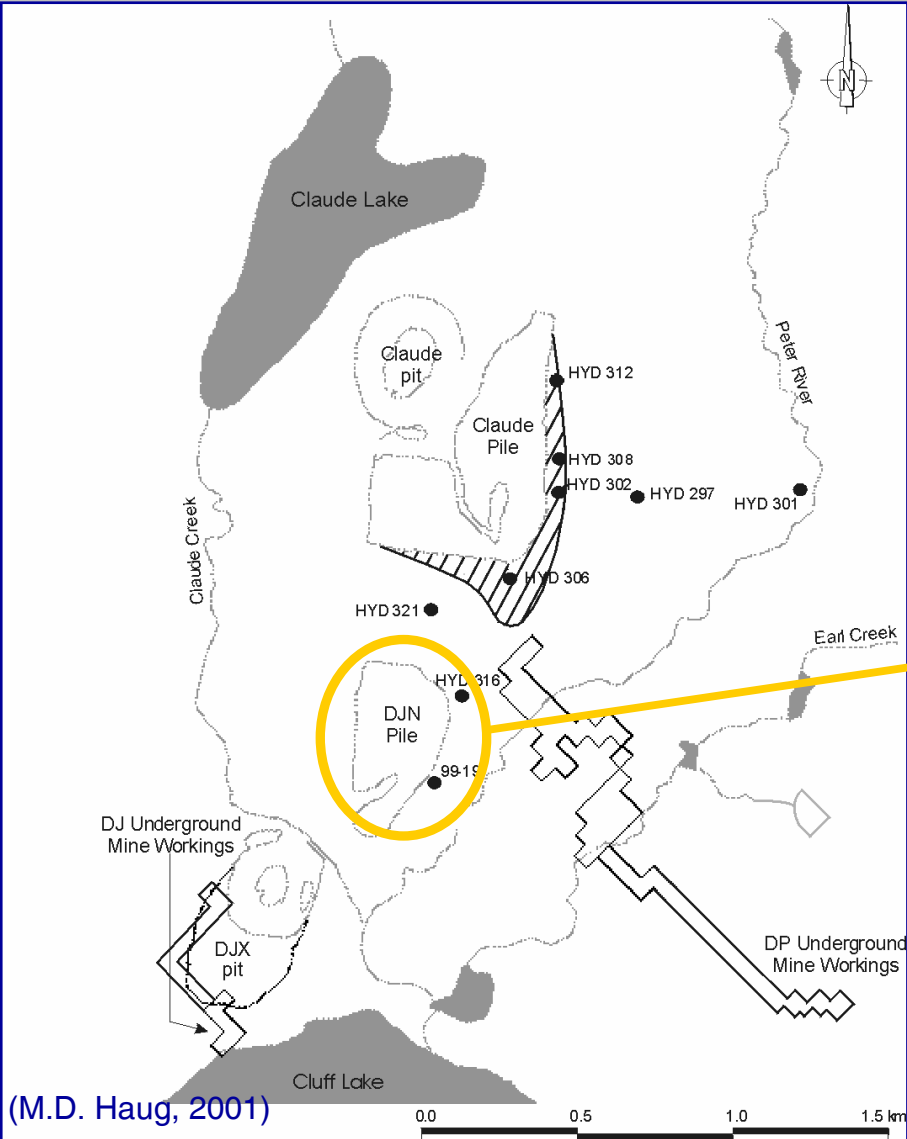 N
Claude Lake
Claude
pit
Peter River
HYD 312
Claude
Pile
HYD 308
HYD 302
HYD 297
HYD 301
Claude Creek
HYD 306
HYD 321
Earl Creek
HYD 316
DJN
Pile
99-19
DJ Underground
Mine Workings
DP Underground
Mine Workings
DJX
pit
Cluff Lake
(M.D. Haug, 2001)
0.0 0.5 1.0 1.5 km